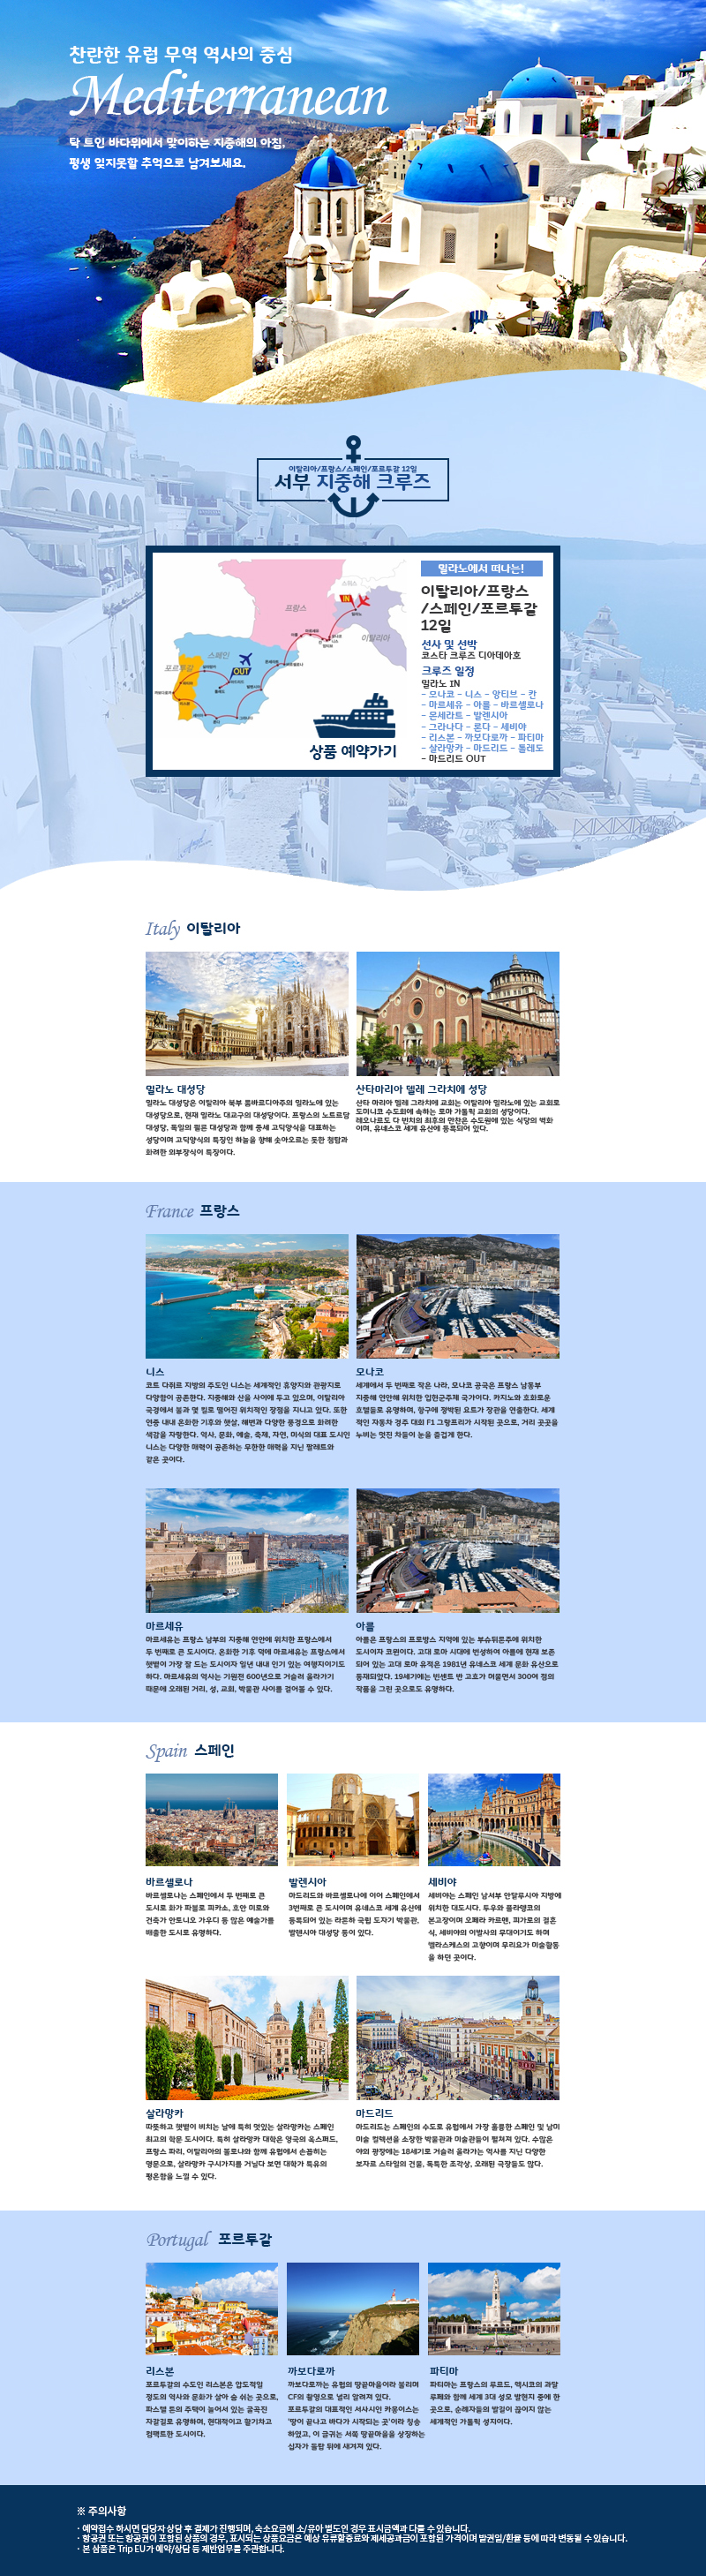 찬란한 유럽 무역 역사의 중심
Mediterranean
탁 트인 바다위에서 맞이하는 지중해의 아침,
평생 잊지못할 추억으로 남겨보세요.
이탈리아/프랑스/스페인/포르투갈 12일
서부 지중해 크루즈
밀라노에서 떠나는!
이탈리아/프랑스
/스페인/포르투갈
12일
선사 및 선박
코스타 크루즈 디아데마호
크루즈 일정
밀라노 IN
- 모나코 - 니스 - 앙티브 - 칸
- 마르세유 - 아를 - 바르셀로나
- 몬세라트 - 발렌시아
- 그라나다 - 론다 - 세비야
- 리스본 - 까보다로까 - 파티마
- 살라망카 - 마드리드 - 톨레도
- 마드리드 OUT
스위스
프랑스
이탈리아
스페인
포르투갈
IN
OUT
상품 예약가기
Italy 이탈리아
밀라노 대성당
밀라노 대성당은 이탈리아 북부 롬바르디아주의 밀라노에 있는
대성당으로, 현재 밀라노 대교구의 대성당이다. 프랑스의 노트르담
대성당, 독일의 쾰른 대성당과 함께 중세 고딕양식을 대표하는
성당이며 고딕양식의 특징인 하늘을 향해 솟아오르는 듯한 첨탑과
화려한 외부장식이 특징이다.
산타마리아 델레 그라치에 성당
산타 마리아 델레 그라치에 교회는 이탈리아 밀라노에 있는 교회로
도미니코 수도회에 속하는 로마 가톨릭 교회의 성당이다.
레오나르도 다 빈치의 최후의 만찬은 수도원에 있는 식당의 벽화
이며, 유네스코 세계 유산에 등록되어 있다.
France 프랑스
니스
코트 다쥐르 지방의 주도인 니스는 세계적인 휴양지와 관광지로
다양함이 공존한다. 지중해와 산을 사이에 두고 있으며, 이탈리아
국경에서 불과 몇 킬로 떨어진 위치적인 장점을 지니고 있다. 또한
연중 내내 온화한 기후와 햇살, 해변과 다양한 풍경으로 화려한
색감을 자랑한다. 역사, 문화, 예술, 축제, 자연, 미식의 대표 도시인
니스는 다양한 매력이 공존하는 무한한 매력을 지닌 팔레트와
같은 곳이다.
모나코
세계에서 두 번째로 작은 나라, 모나코 공국은 프랑스 남동부
지중해 연안에 위치한 입헌군주제 국가이다. 카지노와 호화로운
호텔들로 유명하며, 항구에 정박된 요트가 장관을 연출한다. 세계
적인 자동차 경주 대회 F1 그랑프리가 시작된 곳으로, 거리 곳곳을
누비는 멋진 차들이 눈을 즐겁게 한다.
마르세유
마르세유는 프랑스 남부의 지중해 연안에 위치한 프랑스에서
두 번째로 큰 도시이다. 온화한 기후 덕에 마르세유는 프랑스에서
햇볕이 가장 잘 드는 도시이자 일년 내내 인기 있는 여행지이기도
하다. 마르세유의 역사는 기원전 600년으로 거슬러 올라가기
때문에 오래된 거리, 성, 교회, 박물관 사이를 걸어볼 수 있다.
아를
아를은 프랑스의 프로방스 지역에 있는 부슈뒤론주에 위치한
도시이자 코뮌이다. 고대 로마 시대에 번성하여 아를에 현재 보존
되어 있는 고대 로마 유적은 1981년 유네스코 세계 문화 유산으로
등재되었다. 19세기에는 빈센트 반 고흐가 머물면서 300여 점의
작품을 그린 곳으로도 유명하다.
Spain 스페인
바르셀로나
바르셀로나는 스페인에서 두 번째로 큰
도시로 화가 파블로 피카소, 호안 미로와
건축가 안토니오 가우디 등 많은 예술가를
배출한 도시로 유명하다.
발렌시아
마드리드와 바르셀로나에 이어 스페인에서
3번째로 큰 도시이며 유네스코 세계 유산에
등록되어 있는 라론하 국립 도자기 박물관,
발렌시아 대성당 등이 있다.
세비야
세비야는 스페인 남서부 안달루시아 지방에
위치한 대도시다. 투우와 플라멩코의
본고장이며 오페라 카르멘, 피가로의 결혼
식, 세비야의 이발사의 무대이기도 하며
벨라스케스의 고향이며 무리요가 미술활동
을 하던 곳이다.
살라망카
따뜻하고 햇볕이 비치는 날에 특히 멋있는 살라망카는 스페인
최고의 학문 도시이다. 특히 살라망카 대학은 영국의 옥스퍼드,
프랑스 파리, 이탈리아의 볼로냐와 함께 유럽에서 손꼽히는
명문으로, 살라망카 구시가지를 거닐다 보면 대학가 특유의
평온함을 느낄 수 있다.
마드리드
마드리드는 스페인의 수도로 유럽에서 가장 훌륭한 스페인 및 남미
미술 컬렉션을 소장한 박물관과 미술관들이 펼쳐져 있다. 수많은
야외 광장에는 18세기로 거슬러 올라가는 역사를 지닌 다양한
보자르 스타일의 건물, 독특한 조각상, 오래된 극장들도 많다.
Portugal 포르투갈
리스본
포르투갈의 수도인 리스본은 압도적일
정도의 역사와 문화가 살아 숨 쉬는 곳으로,
파스텔 톤의 주택이 늘어서 있는 굴곡진
자갈길로 유명하며, 현대적이고 활기차고
컴팩트한 도시이다.
까보다로까
까보다로까는 유럽의 땅끝마을이라 불리며
CF의 촬영으로 널리 알려져 있다.
포르투갈의 대표적인 서사시인 카몽이스는
'땅이 끝나고 바다가 시작되는 곳'이라 칭송
하였고, 이 글귀는 서쪽 땅끝마을을 상징하는
십자가 돌탑 뒤에 새겨져 있다.
파티마
파티마는 프랑스의 루르드, 멕시코의 과달
루페와 함께 세계 3대 성모 발현지 중에 한
곳으로, 순례자들의 발길이 끊이지 않는
세계적인 가톨릭 성지이다.
※ 주의사항
· 예약접수 하시면 담당자 상담 후 결제가 진행되며, 숙소요금에 소/유아 별도인 경우 표시금액과 다를 수 있습니다.
· 항공권 또는 항공권이 포함된 상품의 경우, 표시되는 상품요금은 예상 유류할증료와 제세공과금이 포함된 가격이며 발권일/환율 등에 따라 변동될 수 있습니다.
· 본 상품은 Trip EU가 예약/상담 등 제반업무를 주관합니다.